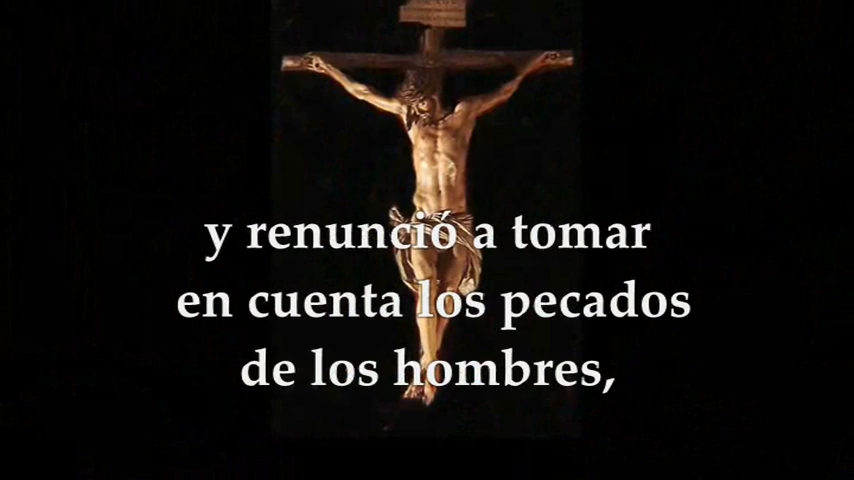 y renunció a tomar
en cuenta los pecados
de los hombres,